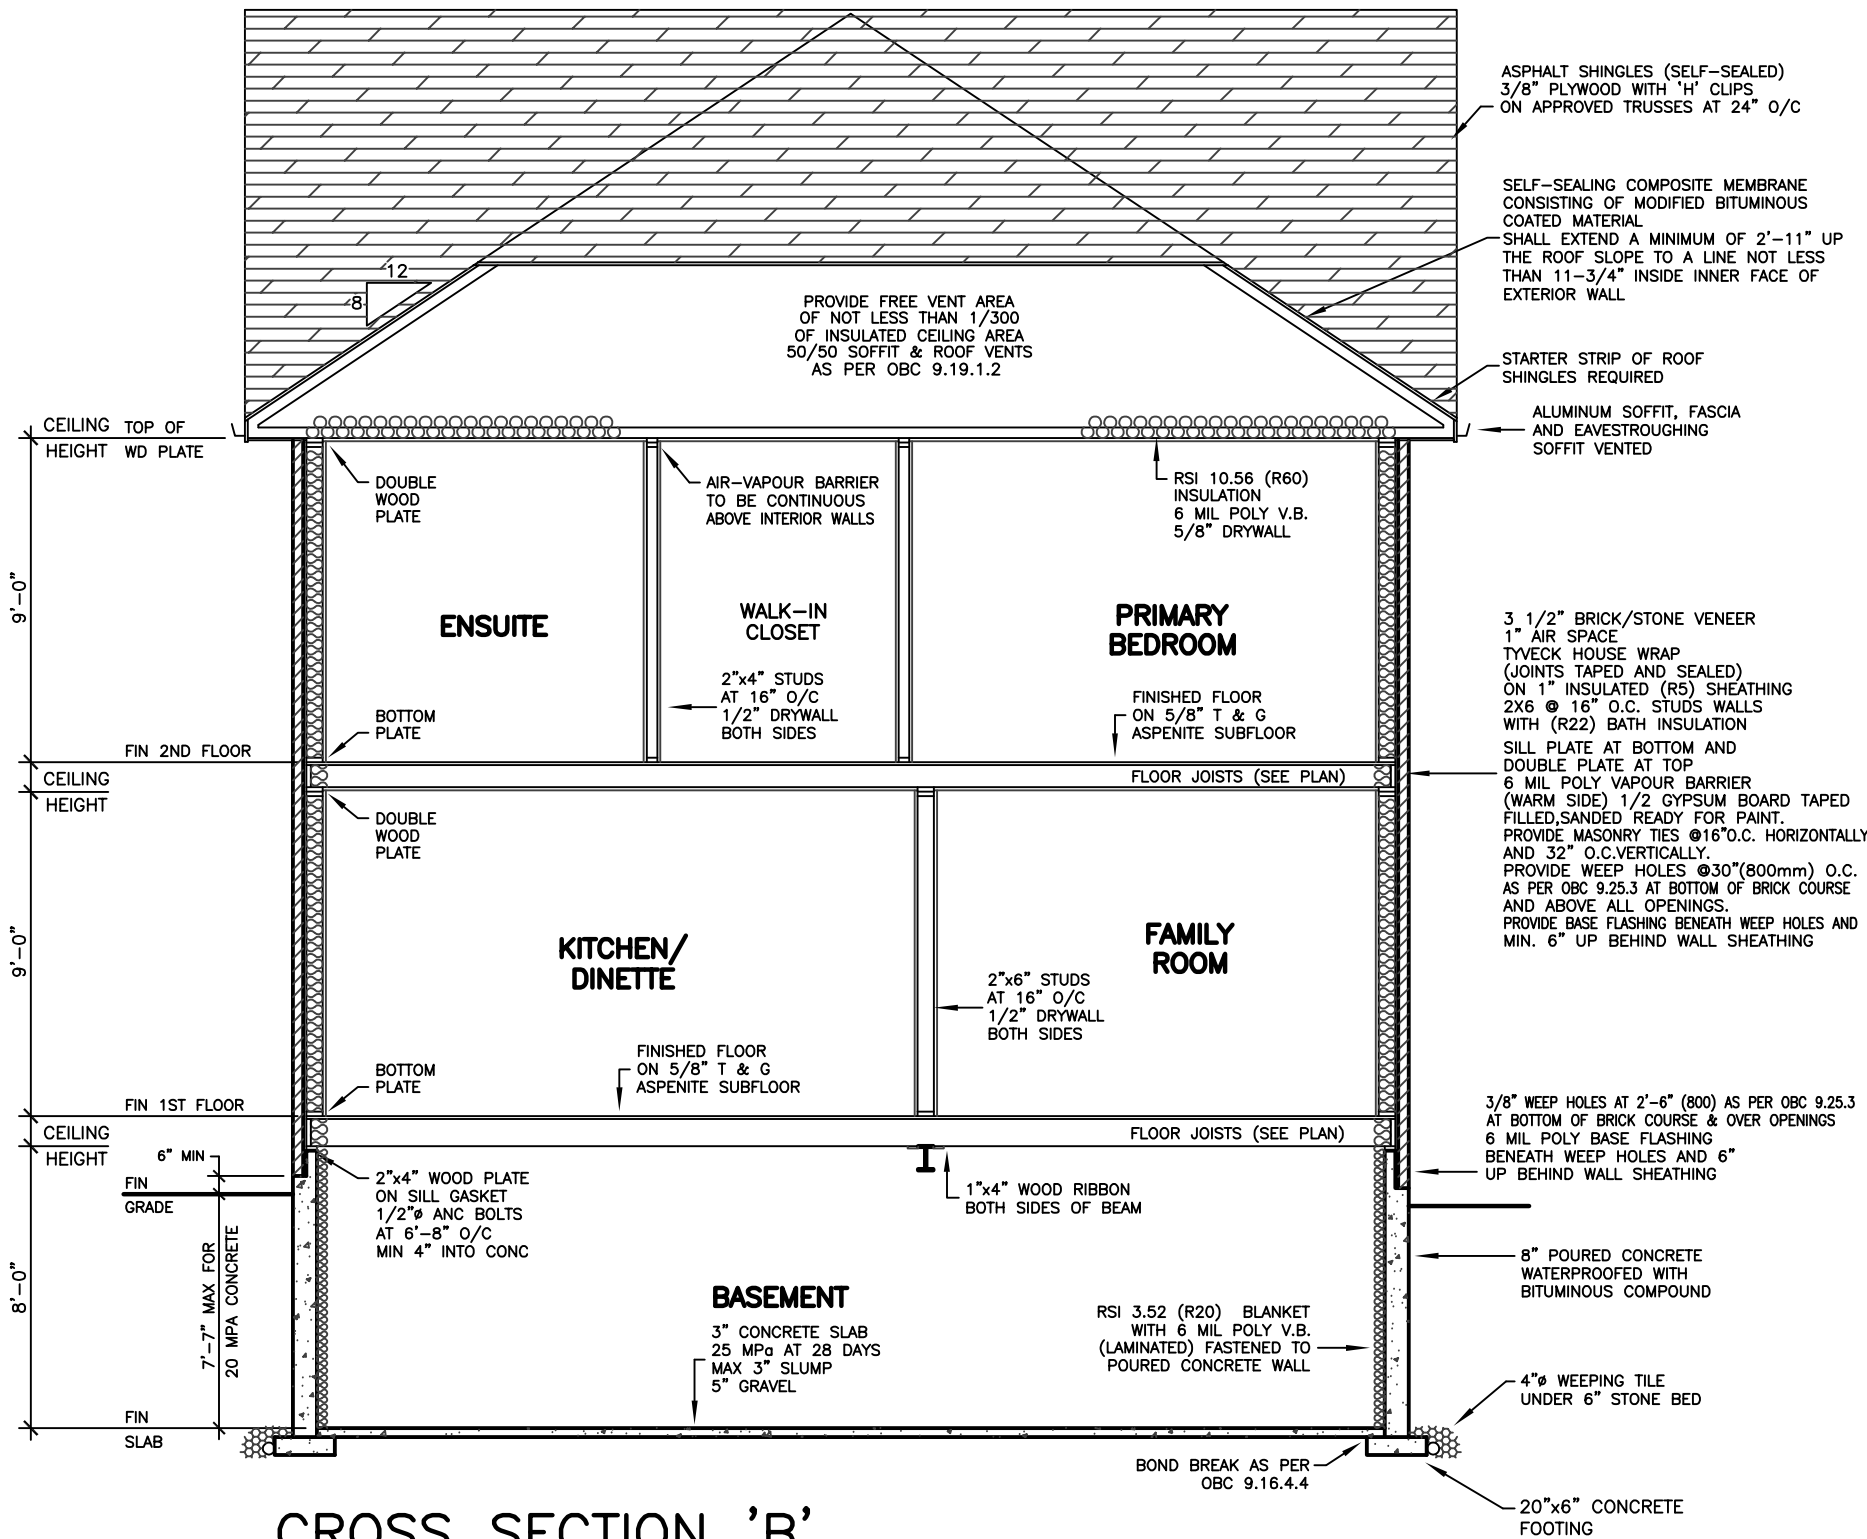 ASPHALT SHINGLES (SELF-SEALED)
3/8" PLYWOOD WITH 'H' CLIPS
ON APPROVED TRUSSES AT 24" O/C
SELF-SEALING COMPOSITE MEMBRANE
CONSISTING OF MODIFIED BITUMINOUS
COATED MATERIAL
SHALL EXTEND A MINIMUM OF 2'-11" UP
THE ROOF SLOPE TO A LINE NOT LESS
THAN 11-3/4" INSIDE INNER FACE OF
EXTERIOR WALL
12
8
PROVIDE FREE VENT AREA
OF NOT LESS THAN 1/300
OF INSULATED CEILING AREA
50/50 SOFFIT & ROOF VENTS
AS PER OBC 9.19.1.2
STARTER STRIP OF ROOF
SHINGLES REQUIRED
ALUMINUM SOFFIT, FASCIA
AND EAVESTROUGHING
SOFFIT VENTED
CEILING
HEIGHT
TOP OF
WD PLATE
DOUBLE
WOOD
PLATE
AIR-VAPOUR BARRIER
TO BE CONTINUOUS
ABOVE INTERIOR WALLS
RSI 10.56 (R60)
INSULATION
6 MIL POLY V.B.
5/8" DRYWALL
9'-0"
ENSUITE
WALK-IN
CLOSET
PRIMARY
BEDROOM
2"x4" STUDS
AT 16" O/C
1/2" DRYWALL
BOTH SIDES
FINISHED FLOOR
ON 5/8" T & G
ASPENITE SUBFLOOR
BOTTOM
PLATE
3 1/2" BRICK/STONE VENEER
1" AIR SPACE
TYVECK HOUSE WRAP
(JOINTS TAPED AND SEALED)
ON 1" INSULATED (R5) SHEATHING
2X6 @ 16" O.C. STUDS WALLS
WITH (R22) BATH INSULATION
SILL PLATE AT BOTTOM AND
DOUBLE PLATE AT TOP
6 MIL POLY VAPOUR BARRIER
(WARM SIDE) 1/2 GYPSUM BOARD TAPED
FILLED,SANDED READY FOR PAINT.
PROVIDE MASONRY TIES @16"O.C. HORIZONTALLY
AND 32" O.C.VERTICALLY.
PROVIDE WEEP HOLES @30"(800mm) O.C.
AS PER OBC 9.25.3 AT BOTTOM OF BRICK COURSE
AND ABOVE ALL OPENINGS.
PROVIDE BASE FLASHING BENEATH WEEP HOLES AND
MIN. 6" UP BEHIND WALL SHEATHING
FIN 2ND FLOOR
CEILING
HEIGHT
FLOOR JOISTS (SEE PLAN)
DOUBLE
WOOD
PLATE
9'-0"
KITCHEN/
DINETTE
FAMILY
ROOM
2"x6" STUDS
AT 16" O/C
1/2" DRYWALL
BOTH SIDES
FINISHED FLOOR
ON 5/8" T & G
ASPENITE SUBFLOOR
BOTTOM
PLATE
FIN 1ST FLOOR
CEILING
HEIGHT
FLOOR JOISTS (SEE PLAN)
3/8" WEEP HOLES AT 2'-6" (800) AS PER OBC 9.25.3
AT BOTTOM OF BRICK COURSE & OVER OPENINGS
6 MIL POLY BASE FLASHING
BENEATH WEEP HOLES AND 6"
UP BEHIND WALL SHEATHING
6" MIN
FIN
GRADE
2"x4" WOOD PLATE
ON SILL GASKET
1/2"ø ANC BOLTS
AT 6'-8" O/C
MIN 4" INTO CONC
1"x4" WOOD RIBBON
BOTH SIDES OF BEAM
8'-0"
7'-7" MAX FOR
20 MPA CONCRETE
BASEMENT
3" CONCRETE SLAB
25 MPa AT 28 DAYS
MAX 3" SLUMP
5" GRAVEL
RSI 3.52 (R20) BLANKET
WITH 6 MIL POLY V.B.
(LAMINATED) FASTENED TO
POURED CONCRETE WALL
8" POURED CONCRETE
WATERPROOFED WITH
BITUMINOUS COMPOUND
4"ø WEEPING TILE
UNDER 6" STONE BED
FIN
SLAB
BOND BREAK AS PER
OBC 9.16.4.4
20"x6" CONCRETE
FOOTING
CROSS SECTION 'B'